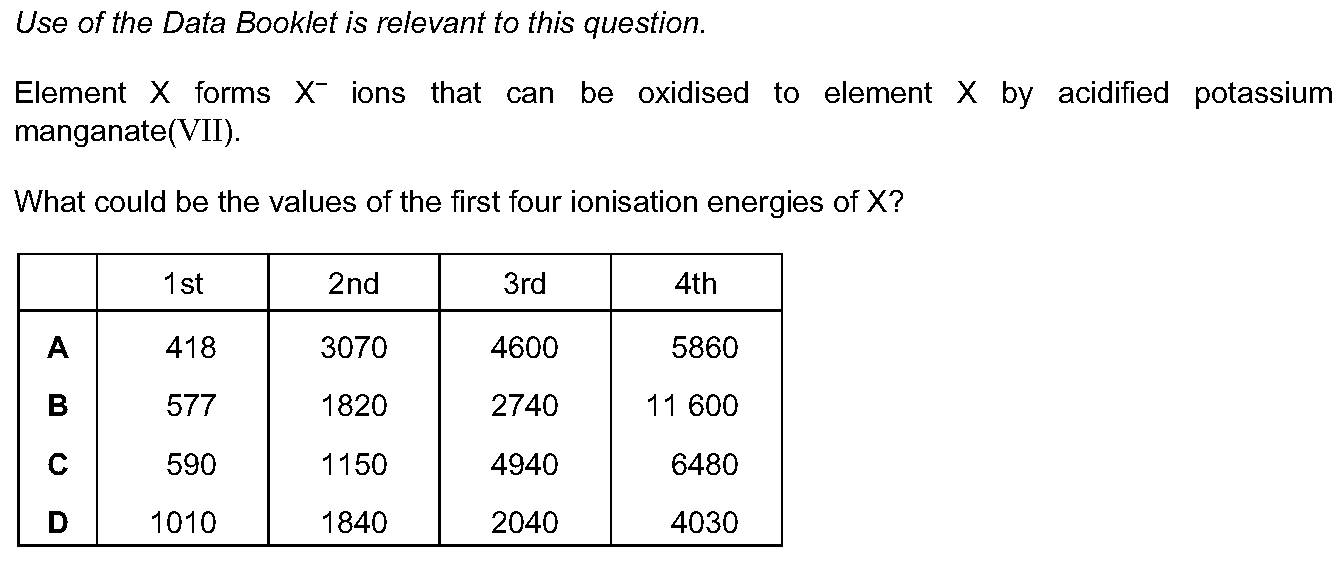 Use of the Data Booklet is relevant to this question.
Element X forms X⁻ ions that can be oxidised to element X by acidified potassium
manganate(VII).
What could be the values of the first four ionisation energies of X?
1st 2nd 3rd 4th
A 418 3070 4600 5860
B 577 1820 2740 11 600
C 590 1150 4940 6480
D 1010 1840 2040 4030